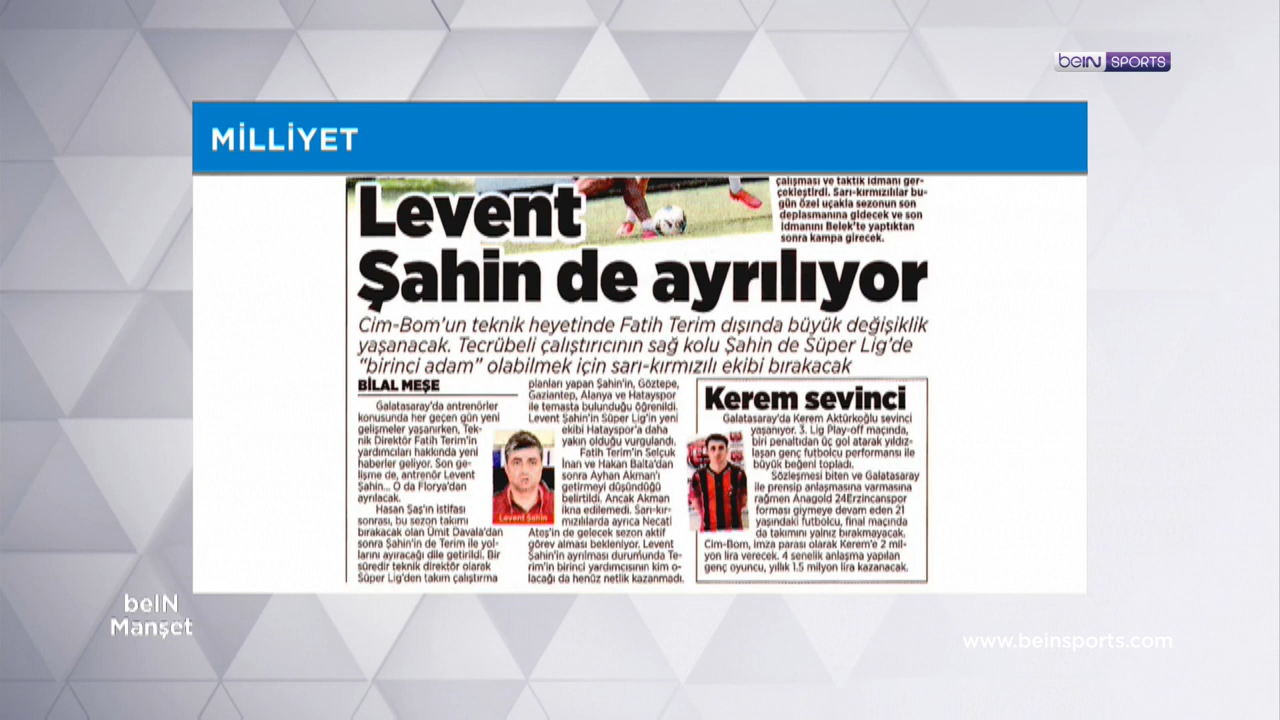 beIN SPORTS
MİLLİYET
çalışması ve taktik idmanı ger-
çekleştirdi. Sarı-kırmızılılar bu-
gün özel uçakla sezonun son
deplasmanına gidecek ve son
idmanını Belek'te yaptıktan
sonra kampa girecek.
Levent
Şahin de ayrılıyor
Cim-Bom'un teknik heyetinde Fatih Terim dışında büyük değişiklik
yaşanacak. Tecrübeli çalıştırıcının sağ kolu Şahin de Süper Lig'de
"birinci adam" olabilmek için sarı-kırmızılı ekibi bırakacak
BİLAL MEŞE
Galatasaray'da antrenörler
konusunda her geçen gün yeni
gelişmeler yaşanırken, Tek-
nik Direktör Fatih Terim'in
yardımcıları hakkında yeni
haberler geliyor. Son ge-
lişme de, antrenör Levent
Şahin... O da Florya'dan
ayrılacak.
Hasan Şaş'ın istifası
sonrası, bu sezon takımı
bırakacak olan Ümit Davala'dan
sonra Şahin'in de Terim ile yol-
larını ayıracağı dile getirildi. Bir
süredir teknik direktör olarak
Süper Lig'den takım çalıştırma
planları yapan Şahin'in, Göztepe,
Gaziantep, Alanya ve Hatayspor
ile temasta bulunduğu öğrenildi.
Levent Şahin'in Süper Lig'in yeni
ekibi Hatayspor'a daha
yakın olduğu vurgulandı.
Fatih Terim'in Selçuk
İnan ve Hakan Balta'dan
sonra Ayhan Akman'ı
getirmeyi düşündüğü
belirtildi. Ancak Akman
ikna edilemedi. Sarı-kır-
mızılılarda ayrıca Necati
Ateş'in de gelecek sezon aktif
görev alması bekleniyor. Levent
Şahin'in ayrılması durumunda Te-
rim'in birinci yardımcısının kim o-
lacağı da henüz netlik kazanmadı.
Levent Şahin
Kerem sevinci
Galatasaray'da Kerem Aktürkoğlu sevinci
yaşanıyor. 3. Lig Play-off maçında,
biri penaltıdan üç gol atarak yıldız-
laşan genç futbolcu performansı ile
büyük beğeni topladı.
Sözleşmesi biten ve Galatasaray
ile prensip anlaşmasına varmasına
rağmen Anagold 24Erzincanspor
forması giymeye devam eden 21
yaşındaki futbolcu, final maçında
da takımını yalnız bırakmayacak.
Cim-Bom, imza parası olarak Kerem'e 2 mil-
yon lira verecek. 4 senelik anlaşma yapılan
genç oyuncu, yıllık 1.5 milyon lira kazanacak.
beIN
Manşet
www.beinsports.com